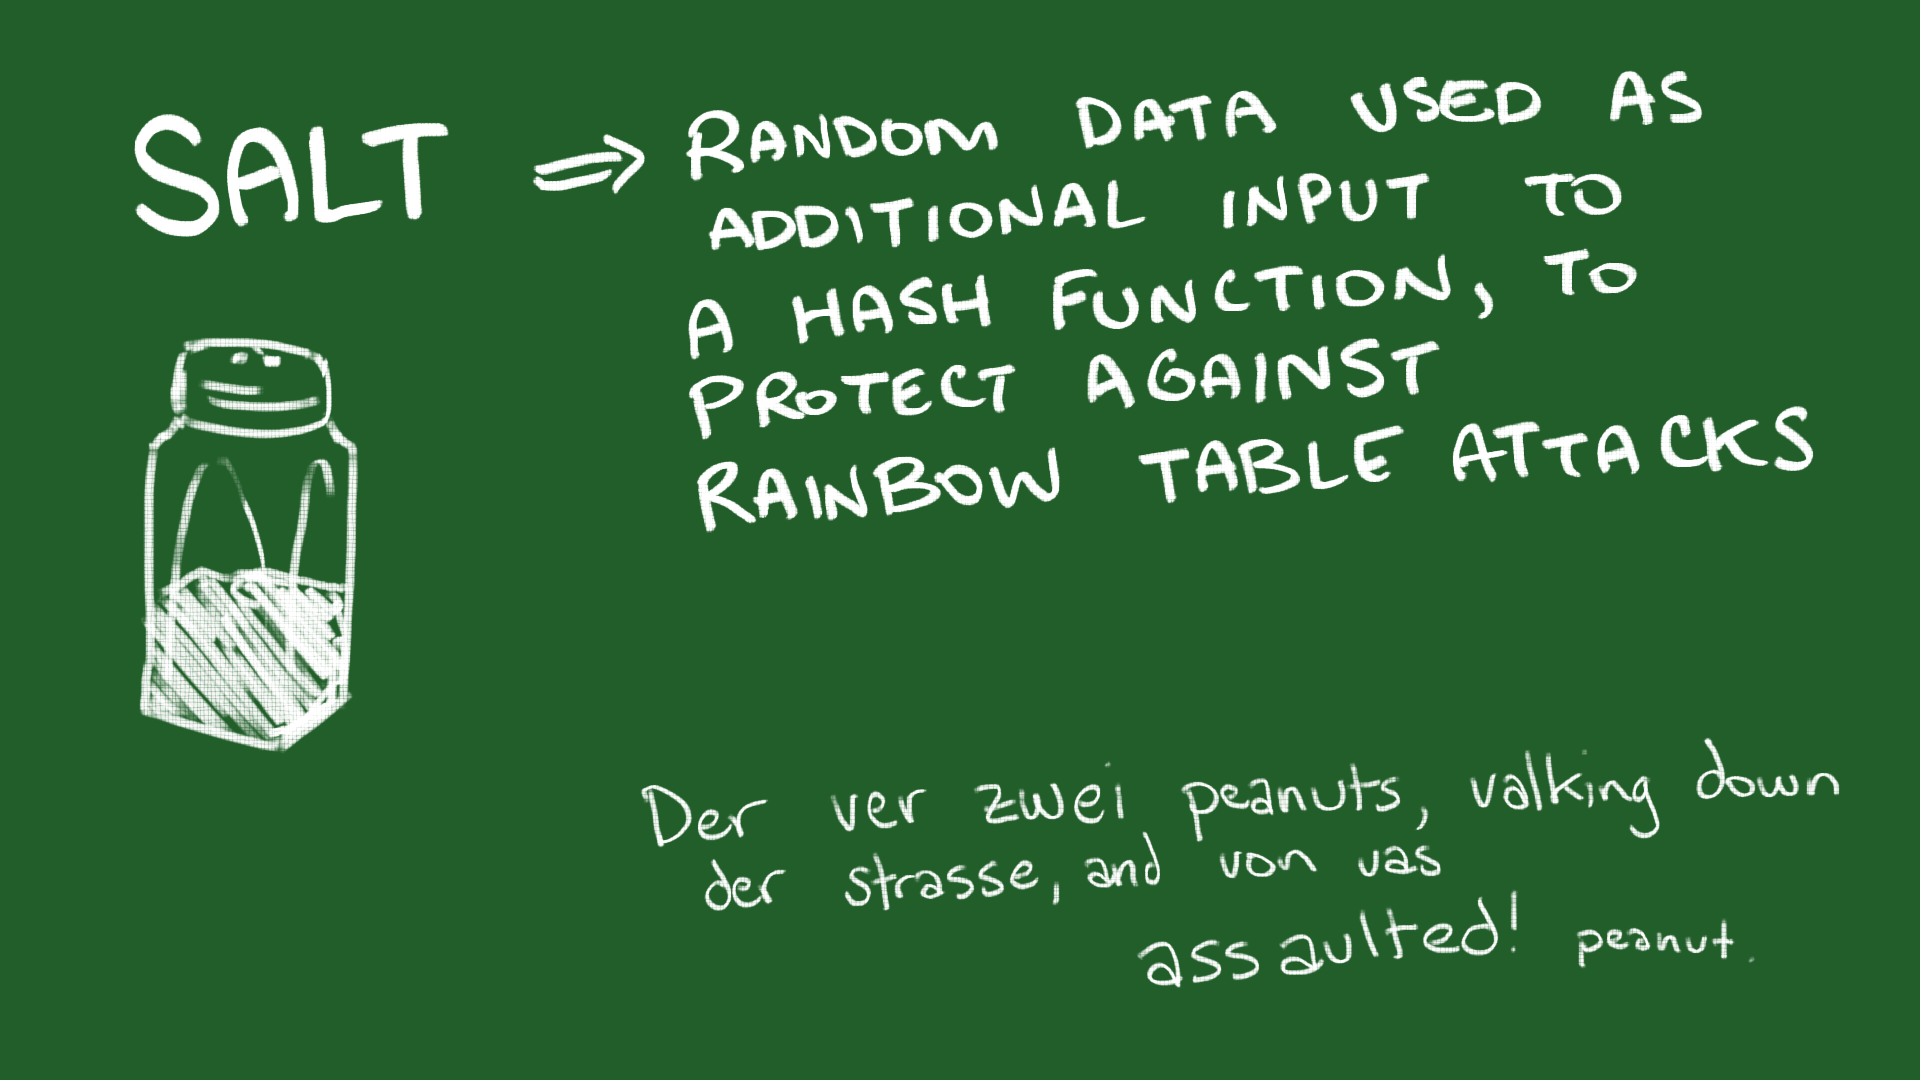 SALT ⇒ RANDOM DATA USED AS
ADDITIONAL INPUT TO
A HASH FUNCTION, TO
PROTECT AGAINST
RAINBOW TABLE ATTACKS
Der ver zwei peanuts, valking down
der strasse, and von vas
assaulted! peanut.